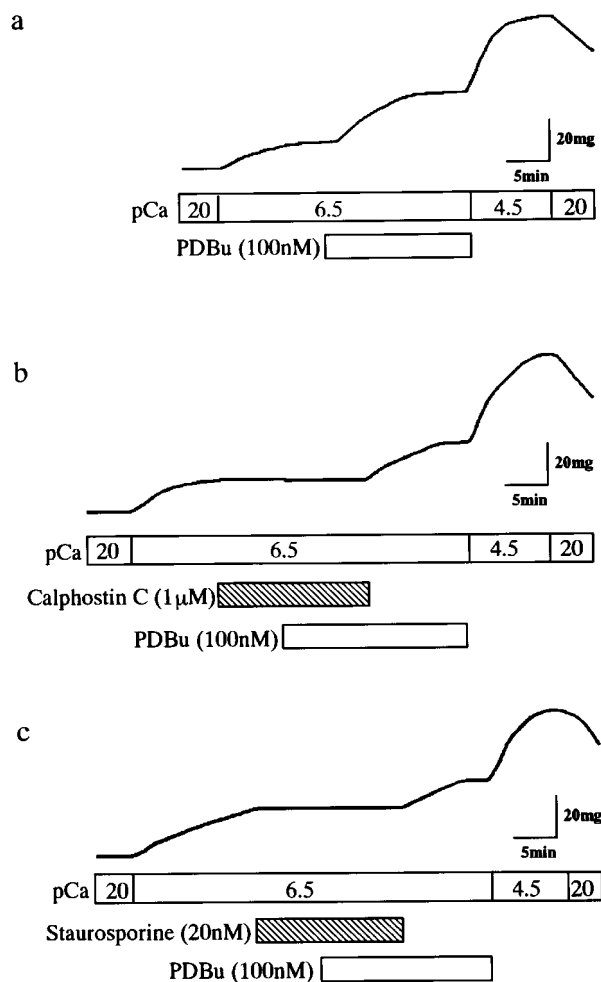 a
20mg
5min
pCa 20 6.5 4.5 20
PDBu (100nM)
b
20mg
5min
pCa 20 6.5 4.5 20
Calphostin C (1μM)
PDBu (100nM)
c
20mg
5min
pCa 20 6.5 4.5 20
Staurosporine (20nM)
PDBu (100nM)